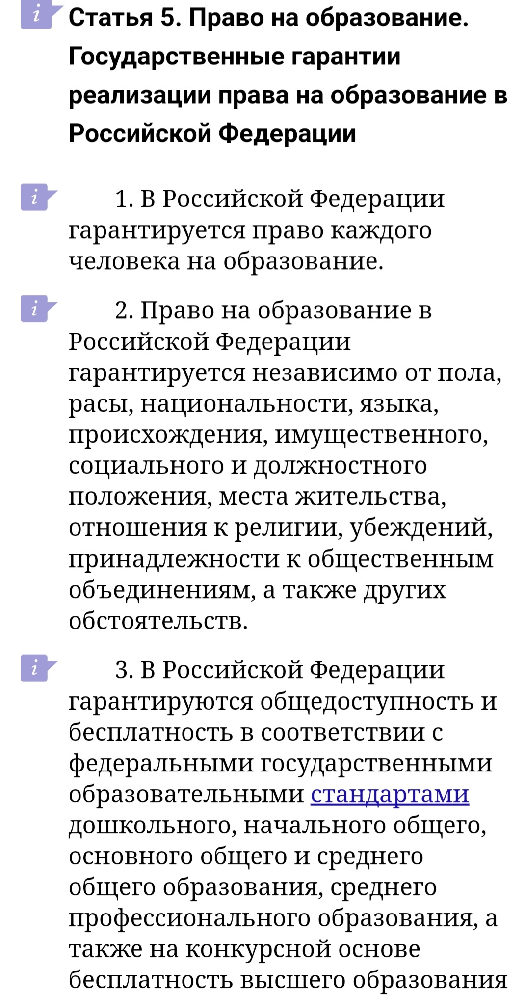 i
Статья 5. Право на образование.
Государственные гарантии
реализации права на образование в
Российской Федерации
i
1. В Российской Федерации
гарантируется право каждого
человека на образование.
i
2. Право на образование в
Российской Федерации
гарантируется независимо от пола,
расы, национальности, языка,
происхождения, имущественного,
социального и должностного
положения, места жительства,
отношения к религии, убеждений,
принадлежности к общественным
объединениям, а также других
обстоятельств.
i
3. В Российской Федерации
гарантируются общедоступность и
бесплатность в соответствии с
федеральными государственными
образовательными стандартами
дошкольного, начального общего,
основного общего и среднего
общего образования, среднего
профессионального образования, а
также на конкурсной основе
бесплатность высшего образования